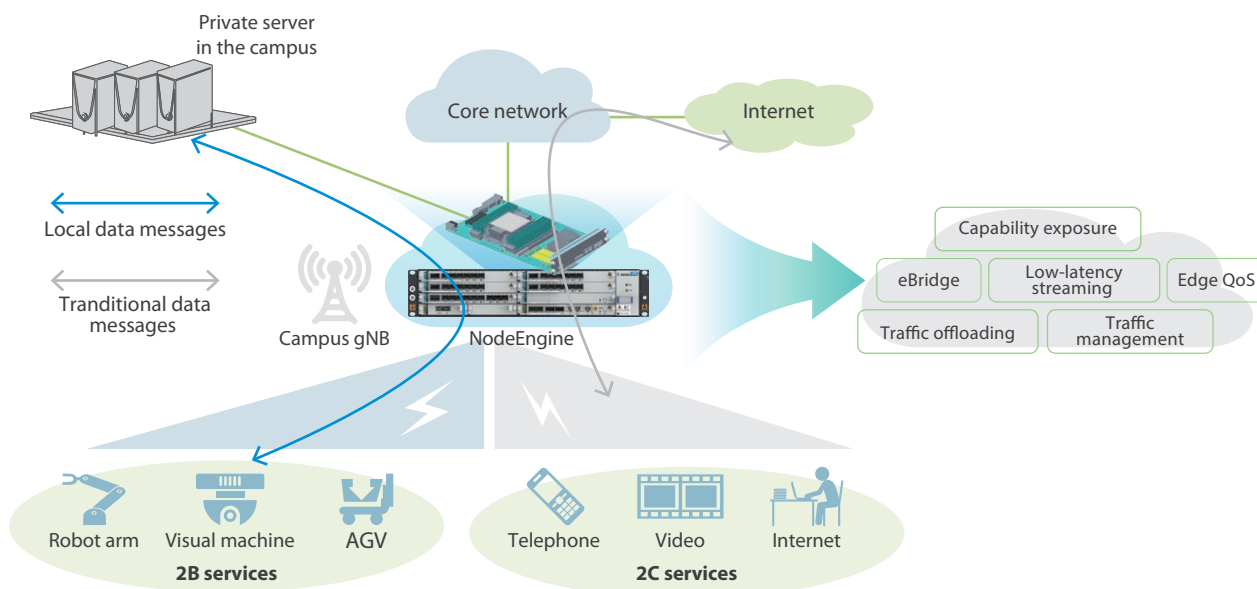 Private server
in the campus
Core network
Internet
Local data messages
Tranditional data
messages
Campus gNB
NodeEngine
Capability exposure
eBridge
Low-latency
streaming
Edge QoS
Traffic offloading
Traffic
management
Robot arm
Visual machine
AGV
2B services
Telephone
Video
Internet
2C services